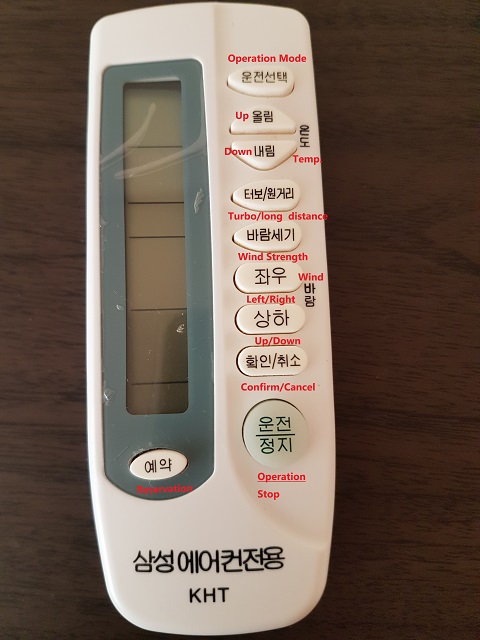 Operation Mode
운전선택
Up 올림
온도
Down 내림
Temp
터보/원거리
Turbo/long distance
바람세기
Wind Strength
좌우
Wind
바람
Left/Right
상하
Up/Down
확인/취소
Confirm/Cancel
운전
정지
예약
Operation
Reservation
Stop
삼성에어컨전용
KHT